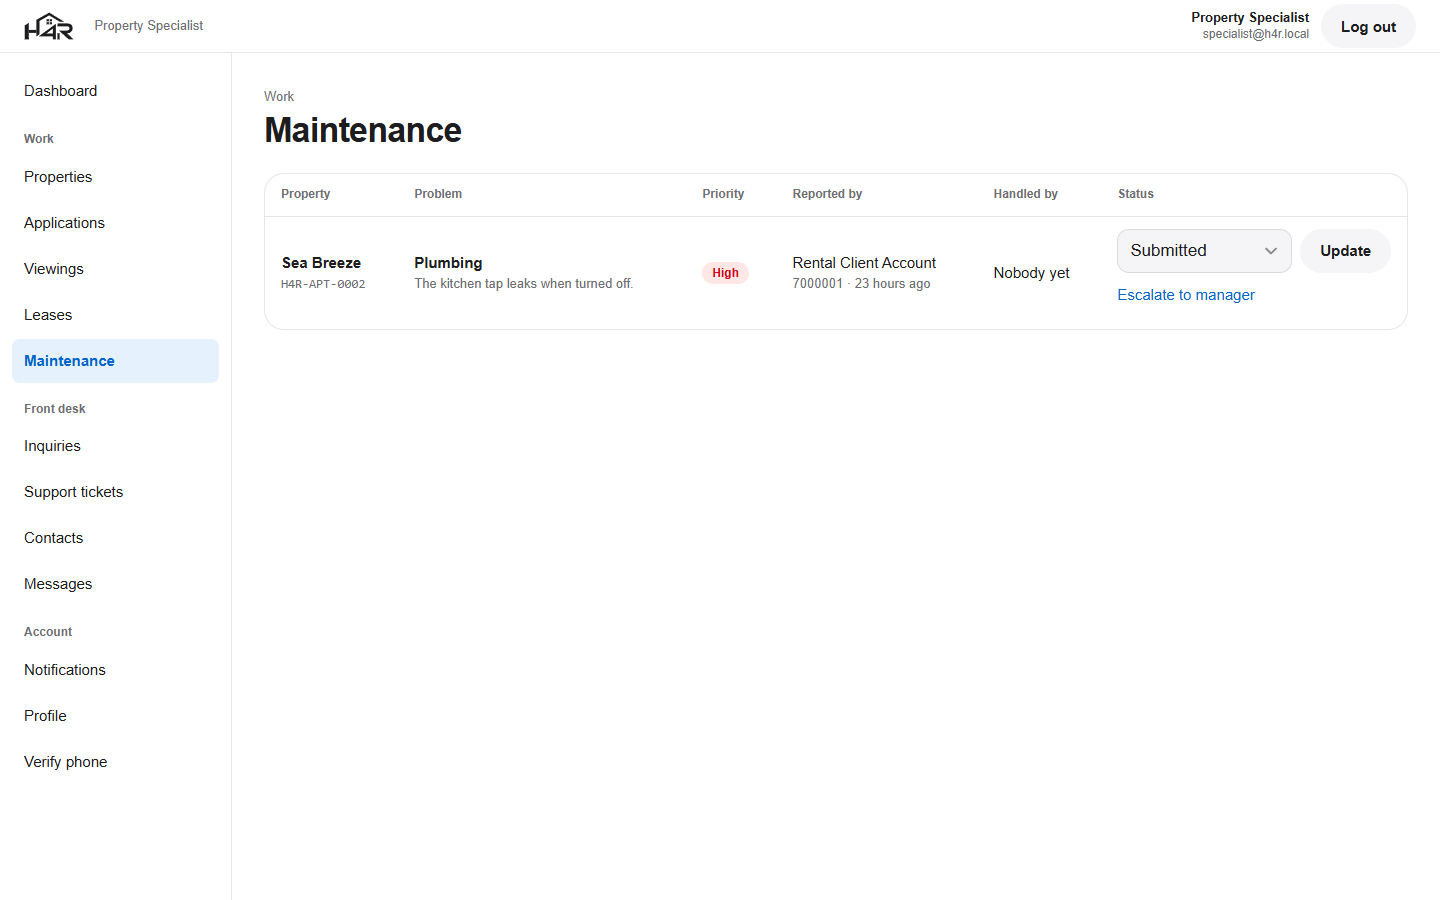 H4R
Property Specialist
Property Specialist
specialist@h4r.local
Log out
Dashboard
Work
Properties
Applications
Viewings
Leases
Maintenance
Front desk
Inquiries
Support tickets
Contacts
Messages
Account
Notifications
Profile
Verify phone
Work
Maintenance
Property Problem Priority Reported by Handled by Status
Sea Breeze
H4R-APT-0002
Plumbing
The kitchen tap leaks when turned off.
High
Rental Client Account
7000001 · 23 hours ago
Nobody yet
Submitted
Update
Escalate to manager